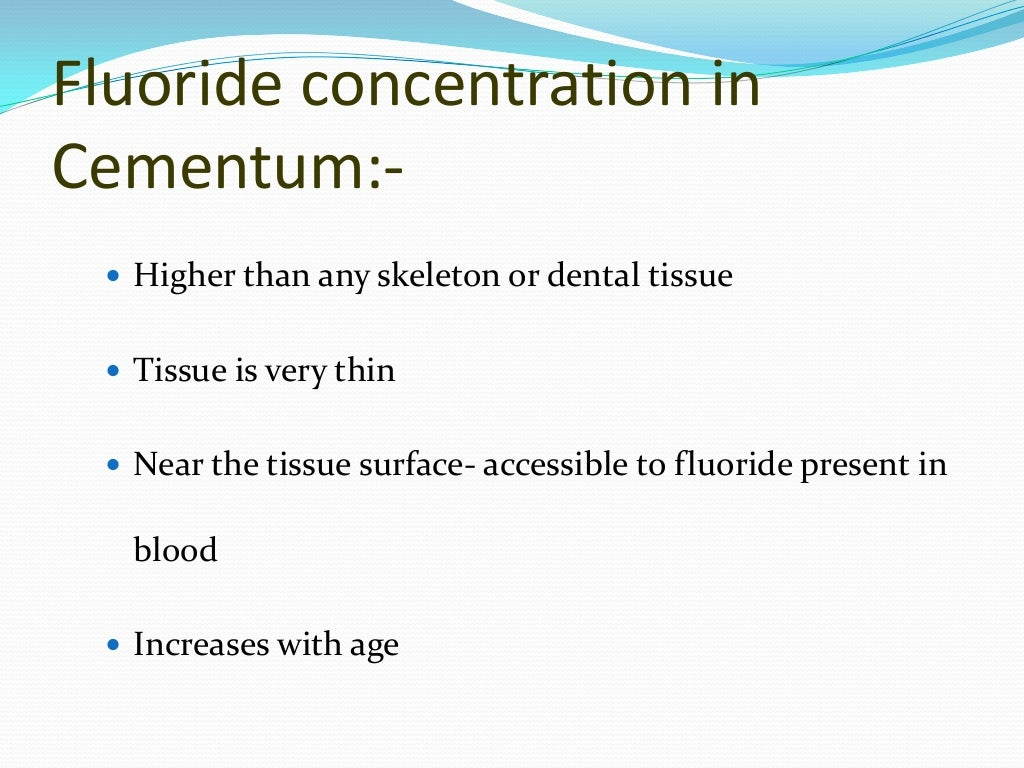 Fluoride concentration in
Cementum:-
• Higher than any skeleton or dental tissue
• Tissue is very thin
• Near the tissue surface- accessible to fluoride present in
blood
• Increases with age